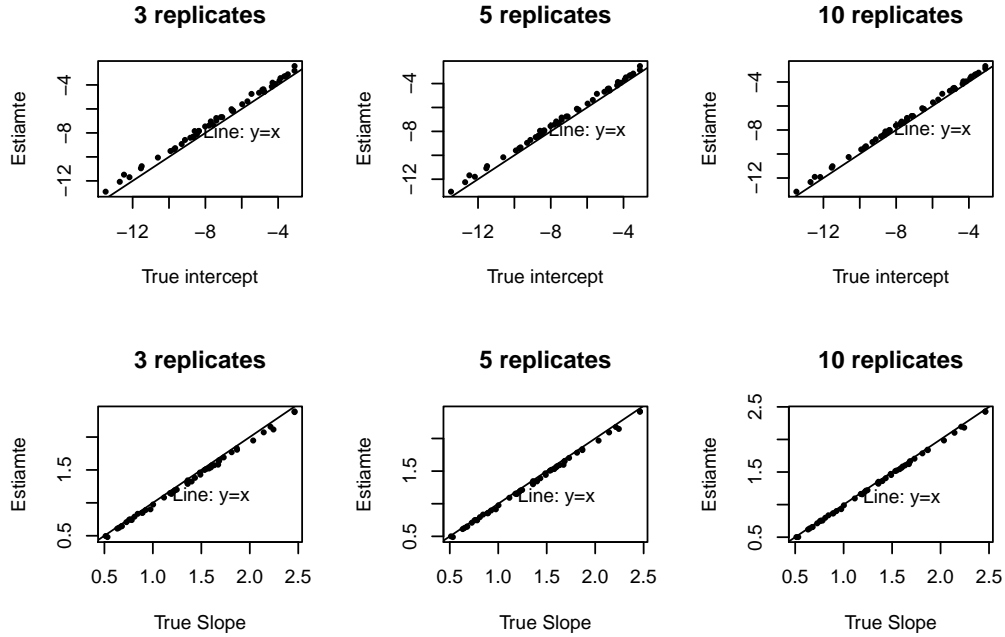 3 replicates
5 replicates
10 replicates
Estiamte
−4
−8
−12
Line: y=x
−12
−8
−4
True intercept
Estiamte
−4
−8
−12
Line: y=x
−12
−8
−4
True intercept
Estiamte
−4
−8
−12
Line: y=x
−12
−8
−4
True intercept
3 replicates
5 replicates
10 replicates
Estiamte
1.5
0.5
Line: y=x
0.5 1.0 1.5 2.0 2.5
True Slope
Estiamte
1.5
0.5
Line: y=x
0.5 1.0 1.5 2.0 2.5
True Slope
Estiamte
2.5
1.5
0.5
Line: y=x
0.5 1.0 1.5 2.0 2.5
True Slope